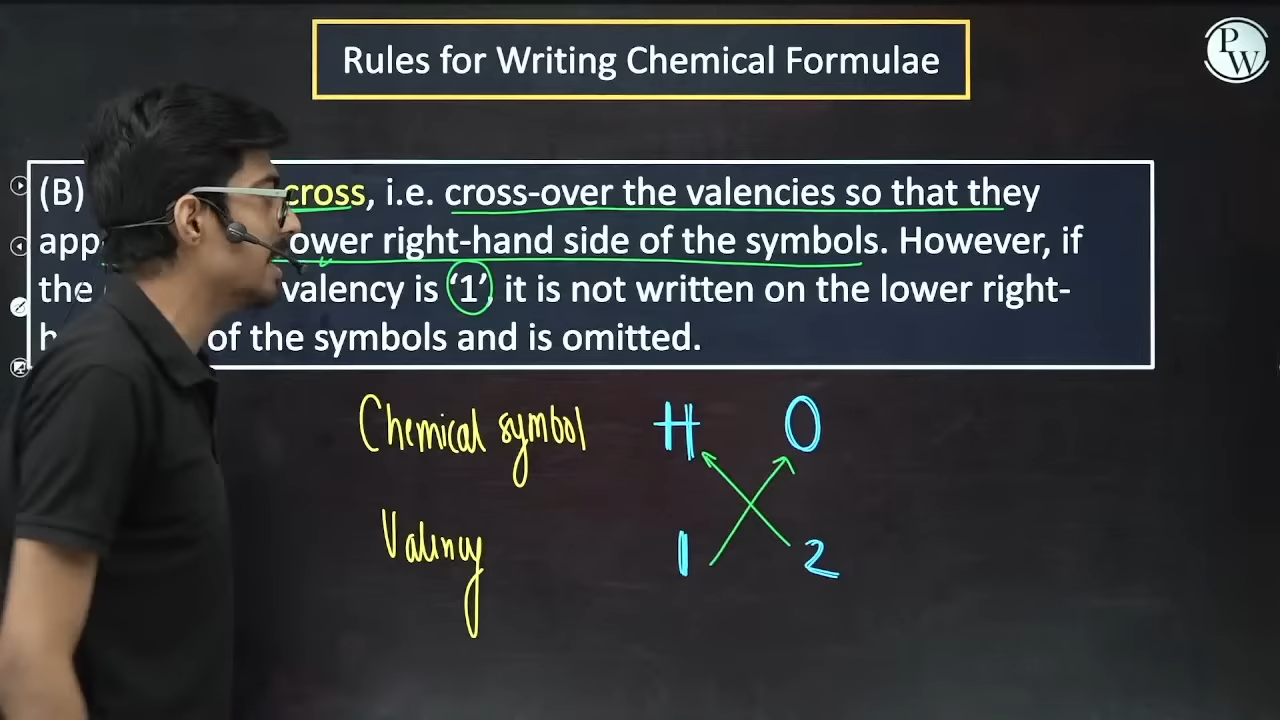 Rules for Writing Chemical Formulae
PW
(B) cross, i.e. cross-over the valencies so that they
app ower right-hand side of the symbols. However, if
the valency is ‘1’, it is not written on the lower right-
h of the symbols and is omitted.
Chemical symbol H O
Valency 1 2